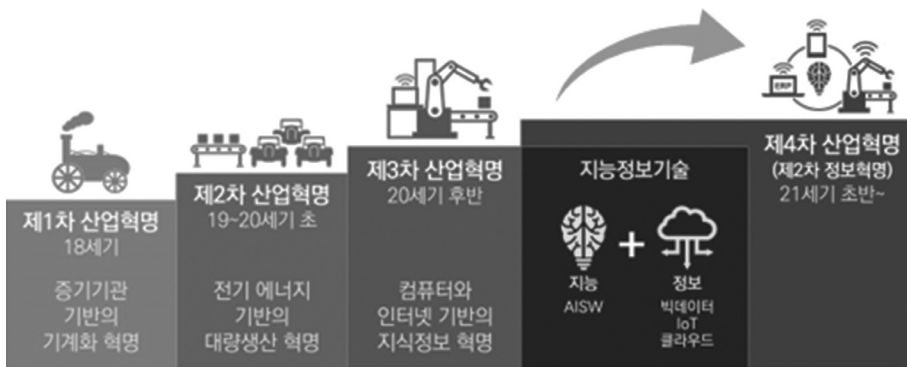 제1차 산업혁명
18세기
증기기관
기반의
기계화 혁명
제2차 산업혁명
19~20세기 초
전기 에너지
기반의
대량생산 혁명
제3차 산업혁명
20세기 후반
컴퓨터와
인터넷 기반의
지식정보 혁명
지능정보기술
지능
AISW
+
정보
빅데이터
IoT
클라우드
ERP
제4차 산업혁명
(제2차 정보혁명)
21세기 초반~